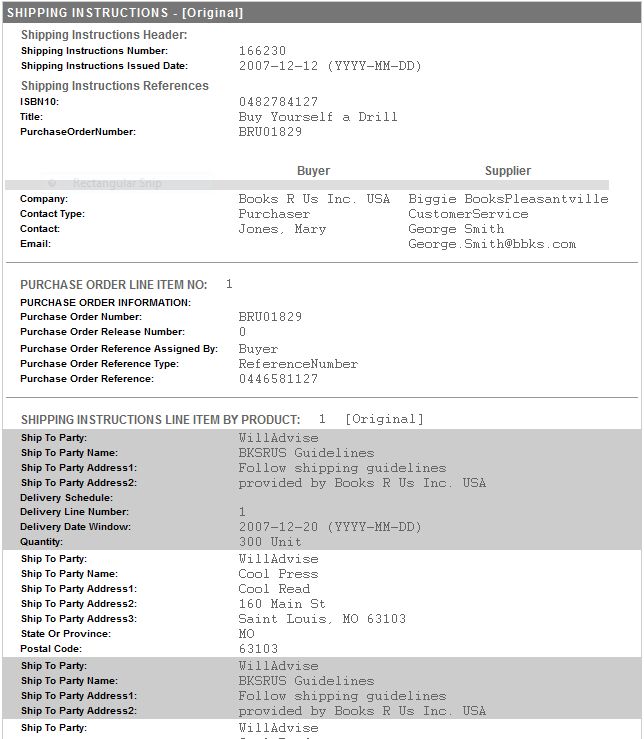 SHIPPING INSTRUCTIONS - [Original]
Shipping Instructions Header:
Shipping Instructions Number: 166230
Shipping Instructions Issued Date: 2007-12-12 (YYYY-MM-DD)
Shipping Instructions References
ISBN10: 0482784127
Title: Buy Yourself a Drill
PurchaseOrderNumber: BRU01829
Buyer Supplier
Rectangular Snip
Company: Books R Us Inc. USA Biggie BooksPleasantville
Contact Type: Purchaser CustomerService
Contact: Jones, Mary George Smith
Email: George.Smith@bbks.com
PURCHASE ORDER LINE ITEM NO: 1
PURCHASE ORDER INFORMATION:
Purchase Order Number: BRU01829
Purchase Order Release Number: 0
Purchase Order Reference Assigned By: Buyer
Purchase Order Reference Type: ReferenceNumber
Purchase Order Reference: 0446581127
SHIPPING INSTRUCTIONS LINE ITEM BY PRODUCT: 1 [Original]
Ship To Party: WillAdvise
Ship To Party Name: BKSRUS Guidelines
Ship To Party Address1: Follow shipping guidelines
Ship To Party Address2: provided by Books R Us Inc. USA
Delivery Schedule:
Delivery Line Number: 1
Delivery Date Window: 2007-12-20 (YYYY-MM-DD)
Quantity: 300 Unit
Ship To Party: WillAdvise
Ship To Party Name: Cool Press
Ship To Party Address1: Cool Read
Ship To Party Address2: 160 Main St
Ship To Party Address3: Saint Louis, MO 63103
State Or Province: MO
Postal Code: 63103
Ship To Party: WillAdvise
Ship To Party Name: BKSRUS Guidelines
Ship To Party Address1: Follow shipping guidelines
Ship To Party Address2: provided by Books R Us Inc. USA
Ship To Party: WillAdvise